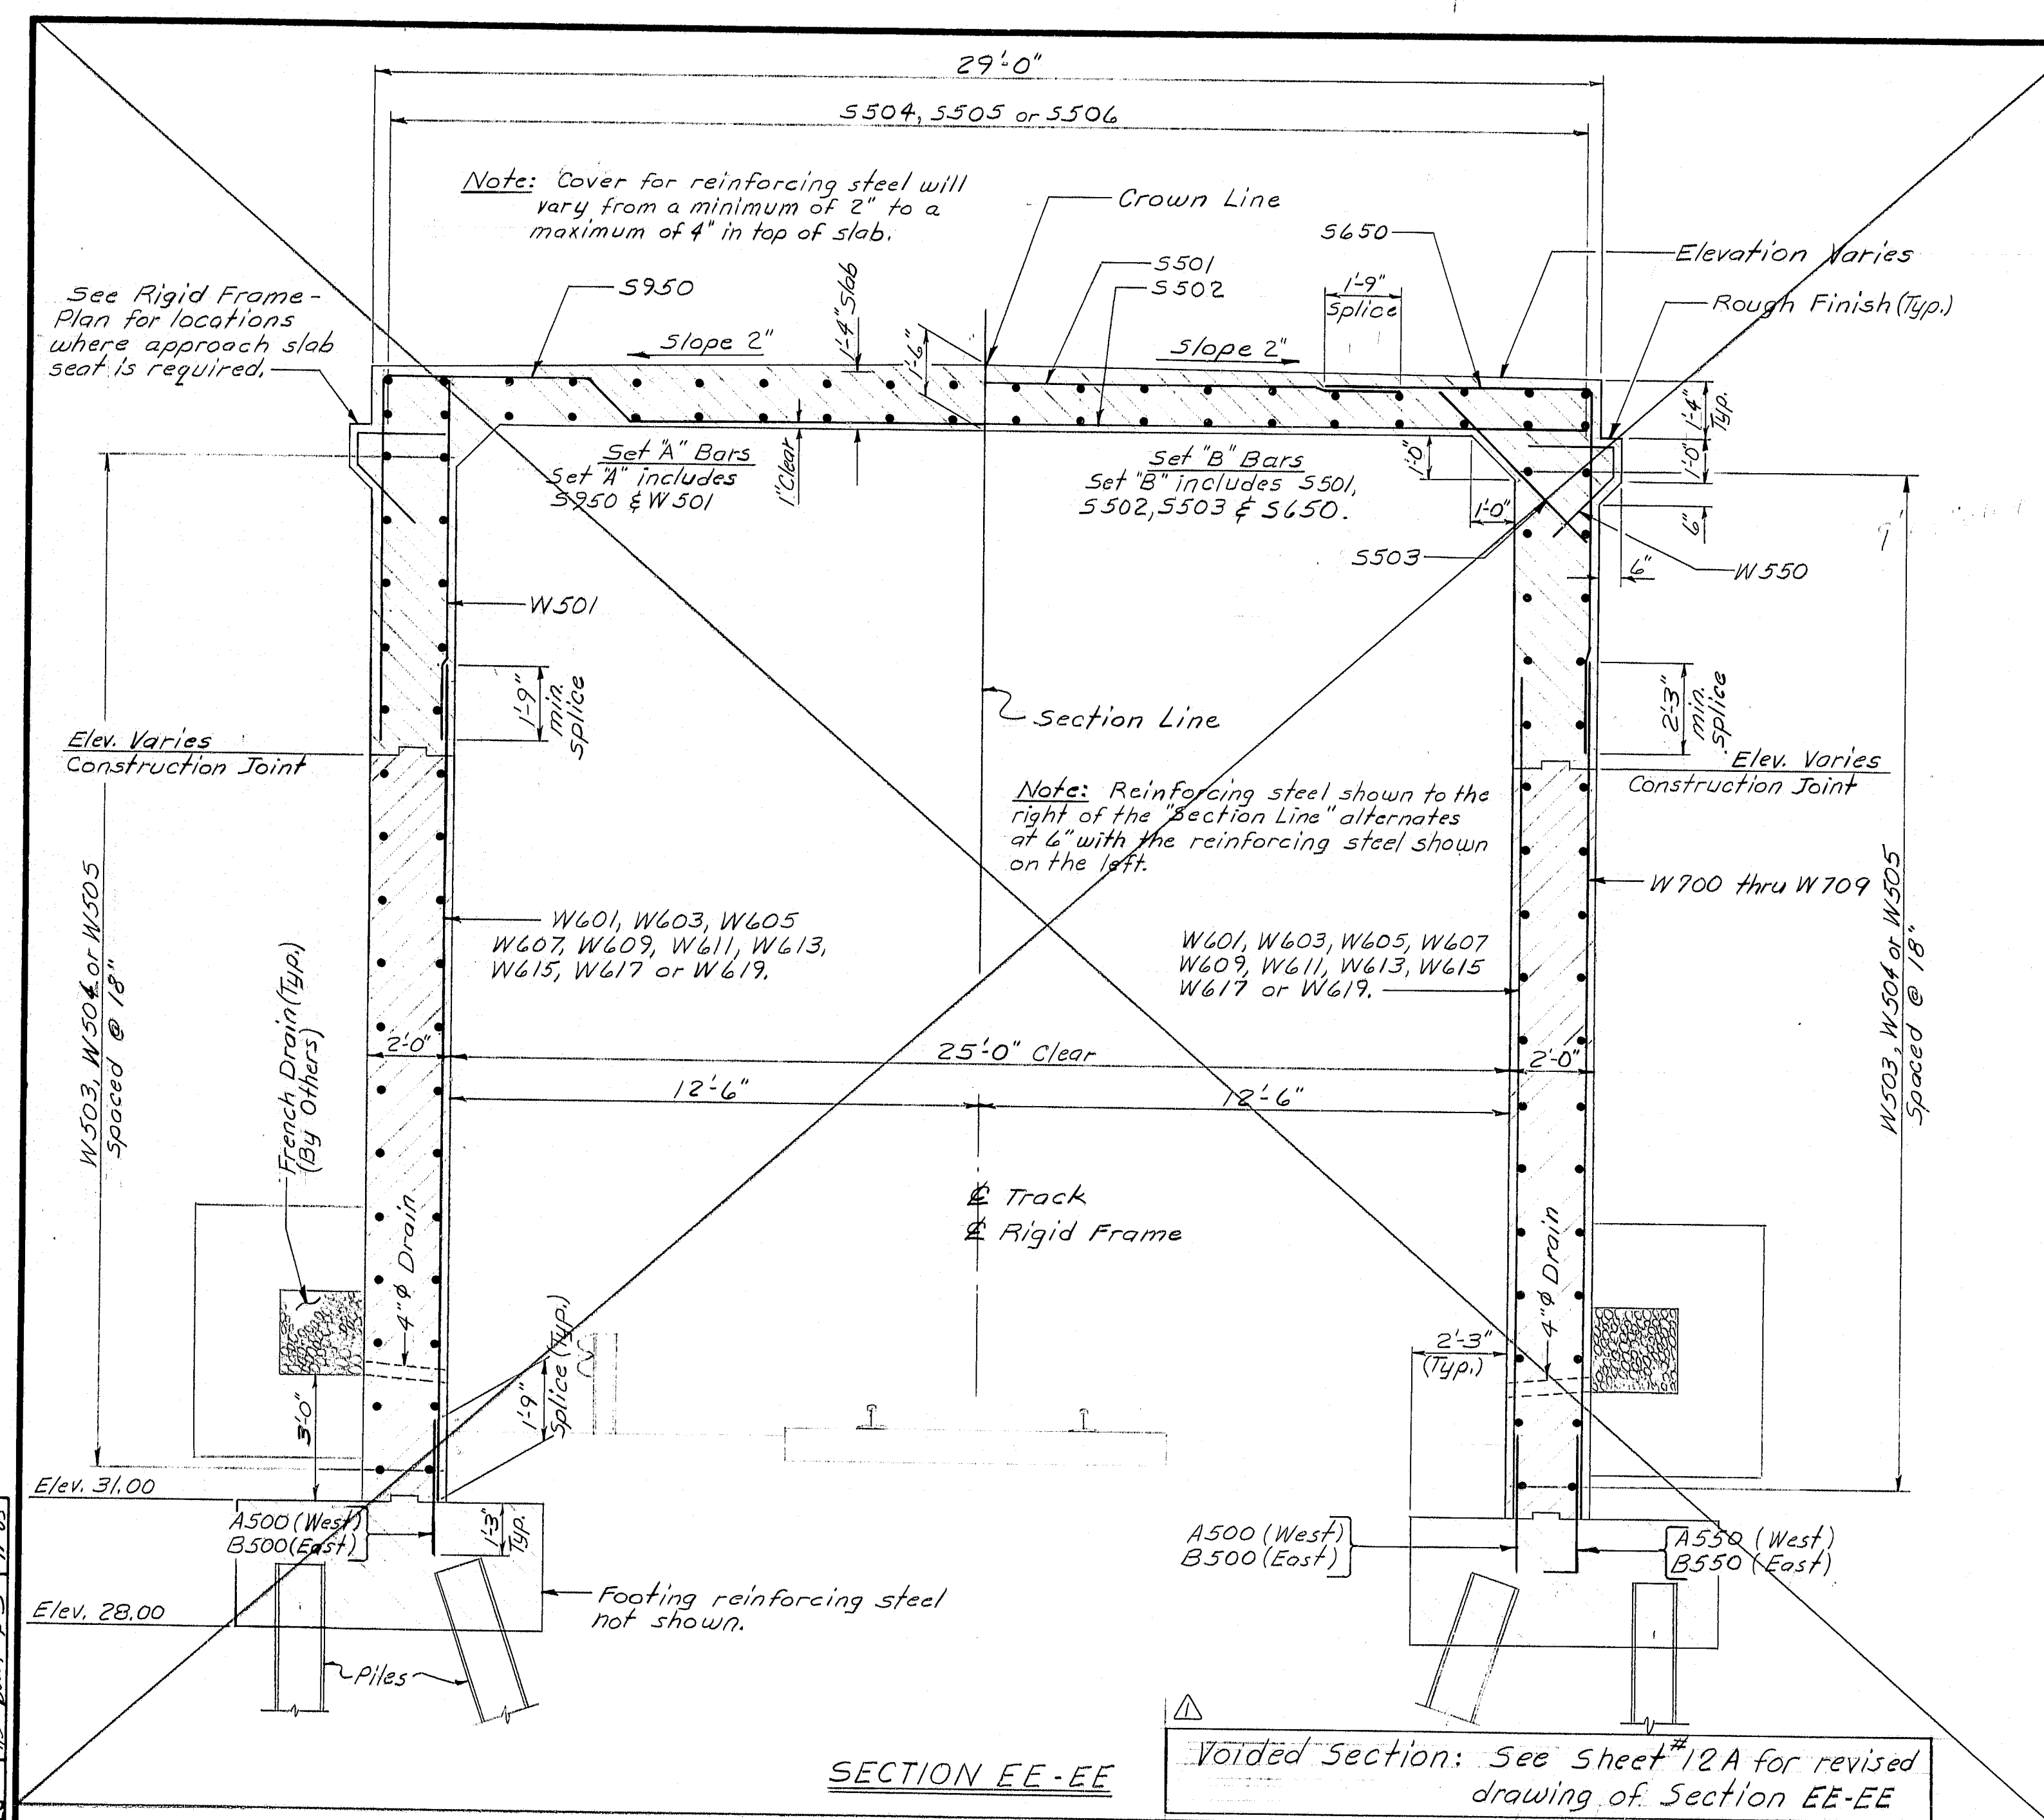 29'-0"
S504, S505 or S506
Note: Cover for reinforcing steel will
vary from a minimum of 2" to a
maximum of 4" in top of slab.
Crown Line
S650
Elevation Varies
See Rigid Frame-
Plan for locations
where approach slab
seat is required.
S950
1'-4" Slab
1'-6"
S501
S502
1'-9"
Splice
Rough Finish (Typ.)
Slope 2"
Slope 2"
1'-4"
Typ.
Set "A" Bars
Set "A" includes
S950 & W501
1" Clear
Set "B" Bars
Set "B" includes S501,
S502, S503 & S650.
1'-0"
1'-0"
1'-0"
6"
9'
S503
6"
W550
W501
1'-9"
min.
splice
Section Line
2'-3"
min.
splice
Elev. Varies
Construction Joint
Elev. Varies
Construction Joint
Note: Reinforcing steel shown to the
right of the "Section Line" alternates
at 6" with the reinforcing steel shown
on the left.
W503, W504 or W505
Spaced @ 18"
W700 thru W709
W503, W504 or W505
Spaced @ 18"
W601, W603, W605
W607, W609, W611, W613,
W615, W617 or W619.
W601, W603, W605, W607
W609, W611, W613, W615
W617 or W619.
French Drain (Typ.)
(By Others)
2'-0"
25'-0" Clear
2'-0"
12'-6"
12'-6"
℄ Track
℄ Rigid Frame
4"φ Drain
4"φ Drain
3'-0"
1'-9"
Splice (Typ.)
2'-3"
(Typ.)
Elev. 31.00
A500 (West)
B500 (East)
1'-3"
Typ.
A500 (West)
B500 (East)
A550 (West)
B550 (East)
Elev. 28.00
Footing reinforcing steel
not shown.
Piles
1
SECTION EE-EE
Voided Section: See Sheet #12A for revised
drawing of Section EE-EE